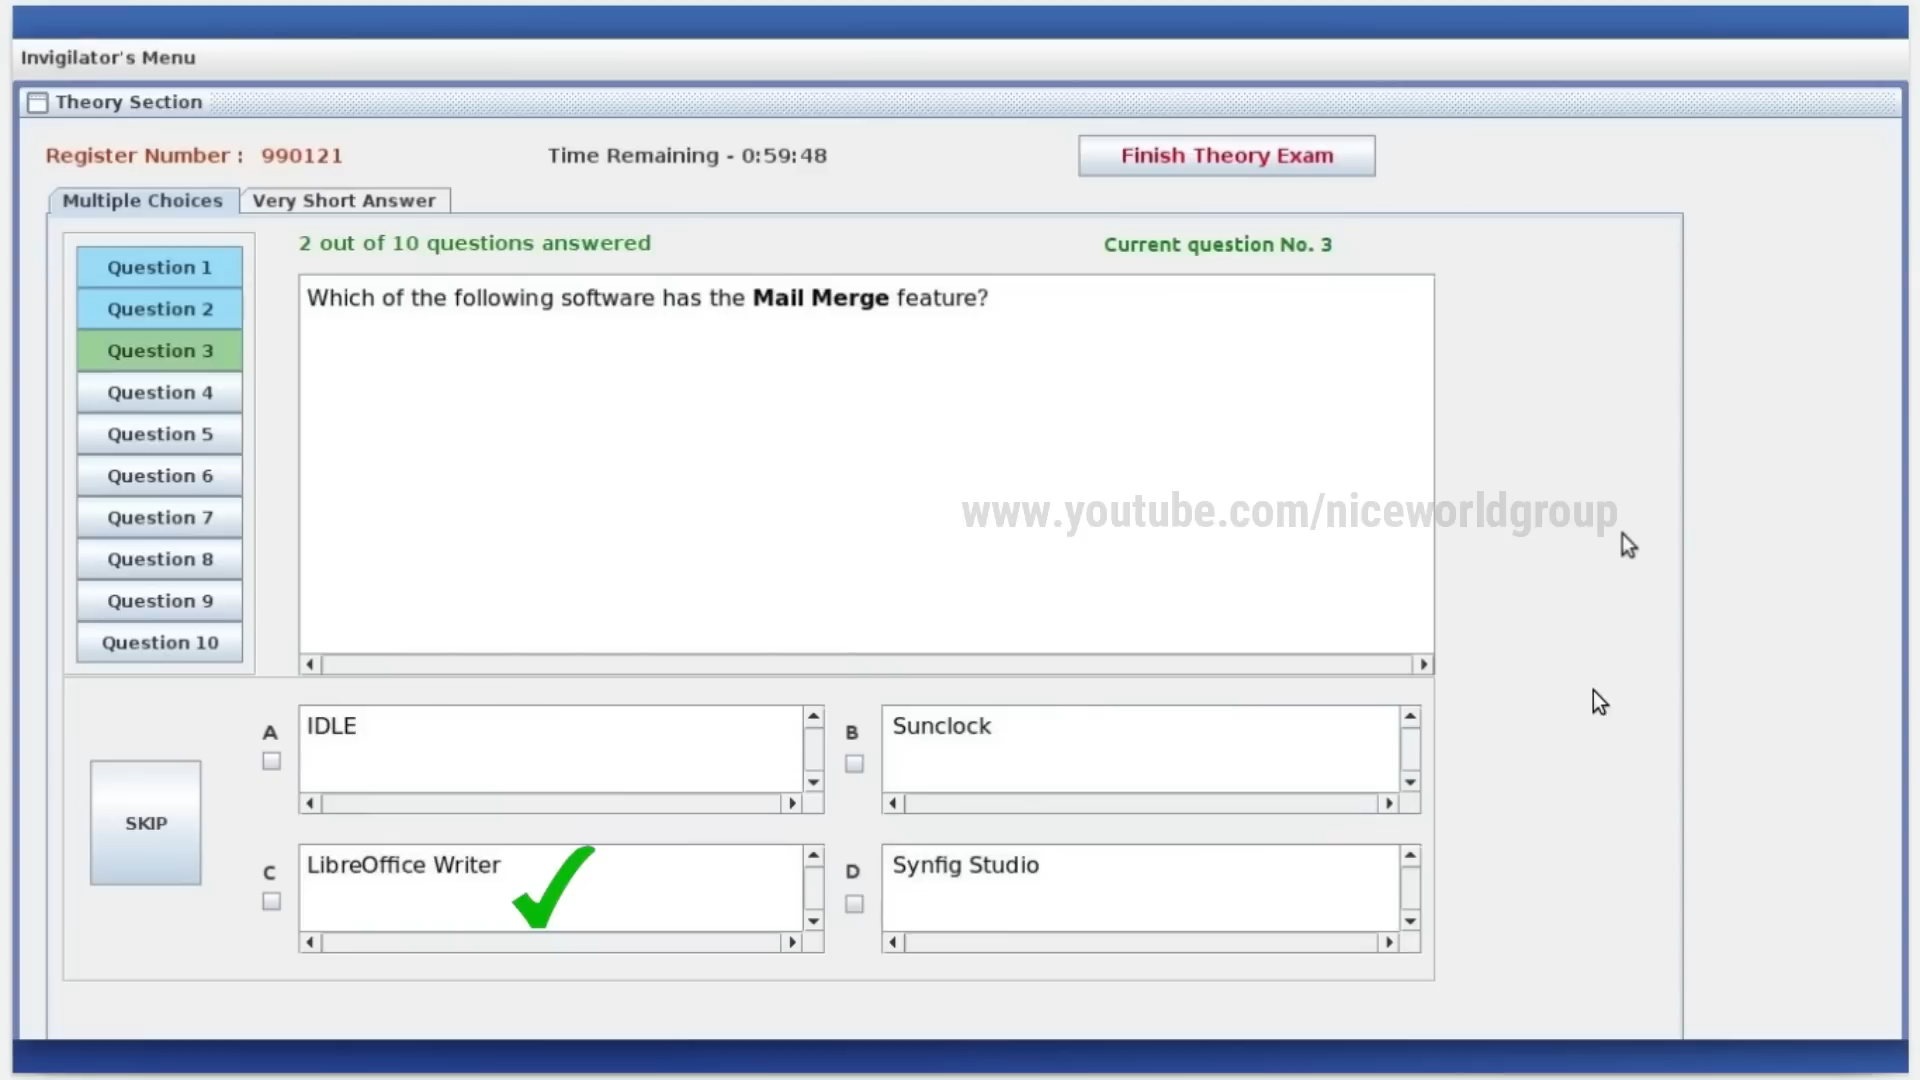 Invigilator's Menu
Theory Section
Register Number : 990121
Time Remaining - 0:59:48
Finish Theory Exam
Multiple Choices
Very Short Answer
2 out of 10 questions answered
Current question No. 3
Question 1
Question 2
Question 3
Question 4
Question 5
Question 6
Question 7
Question 8
Question 9
Question 10
Which of the following software has the Mail Merge feature?
www.youtube.com/niceworldgroup
SKIP
A
IDLE
B
Sunclock
C
LibreOffice Writer
D
Synfig Studio